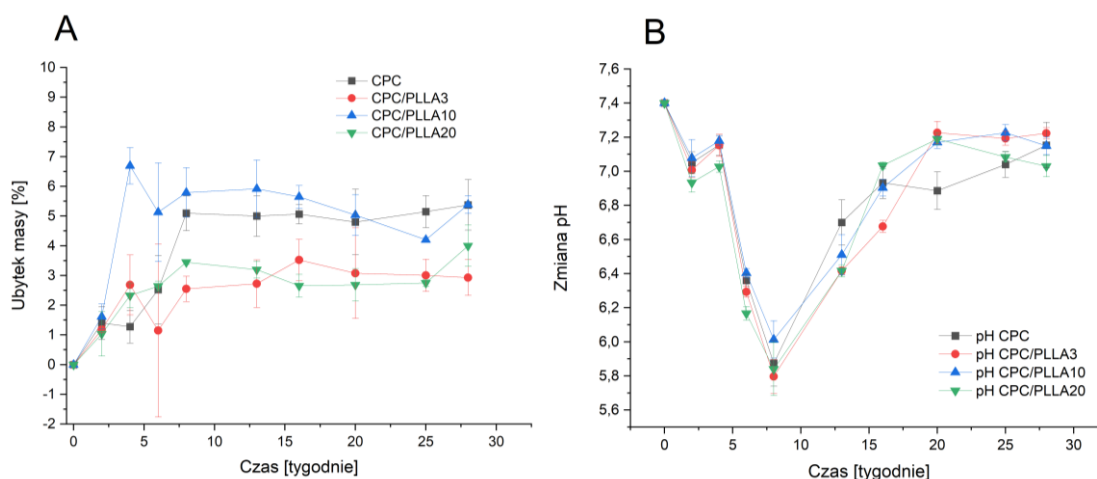 A
Ubytek masy [%]
10
9
8
7
6
5
4
3
2
1
0
-1
-2
0 5 10 15 20 25 30
Czas [tygodnie]
CPC
CPC/PLLA3
CPC/PLLA10
CPC/PLLA20
B
Zmiana pH
7,6
7,4
7,2
7,0
6,8
6,6
6,4
6,2
6,0
5,8
5,6
0 5 10 15 20 25 30
Czas [tygodnie]
pH CPC
pH CPC/PLLA3
pH CPC/PLLA10
pH CPC/PLLA20